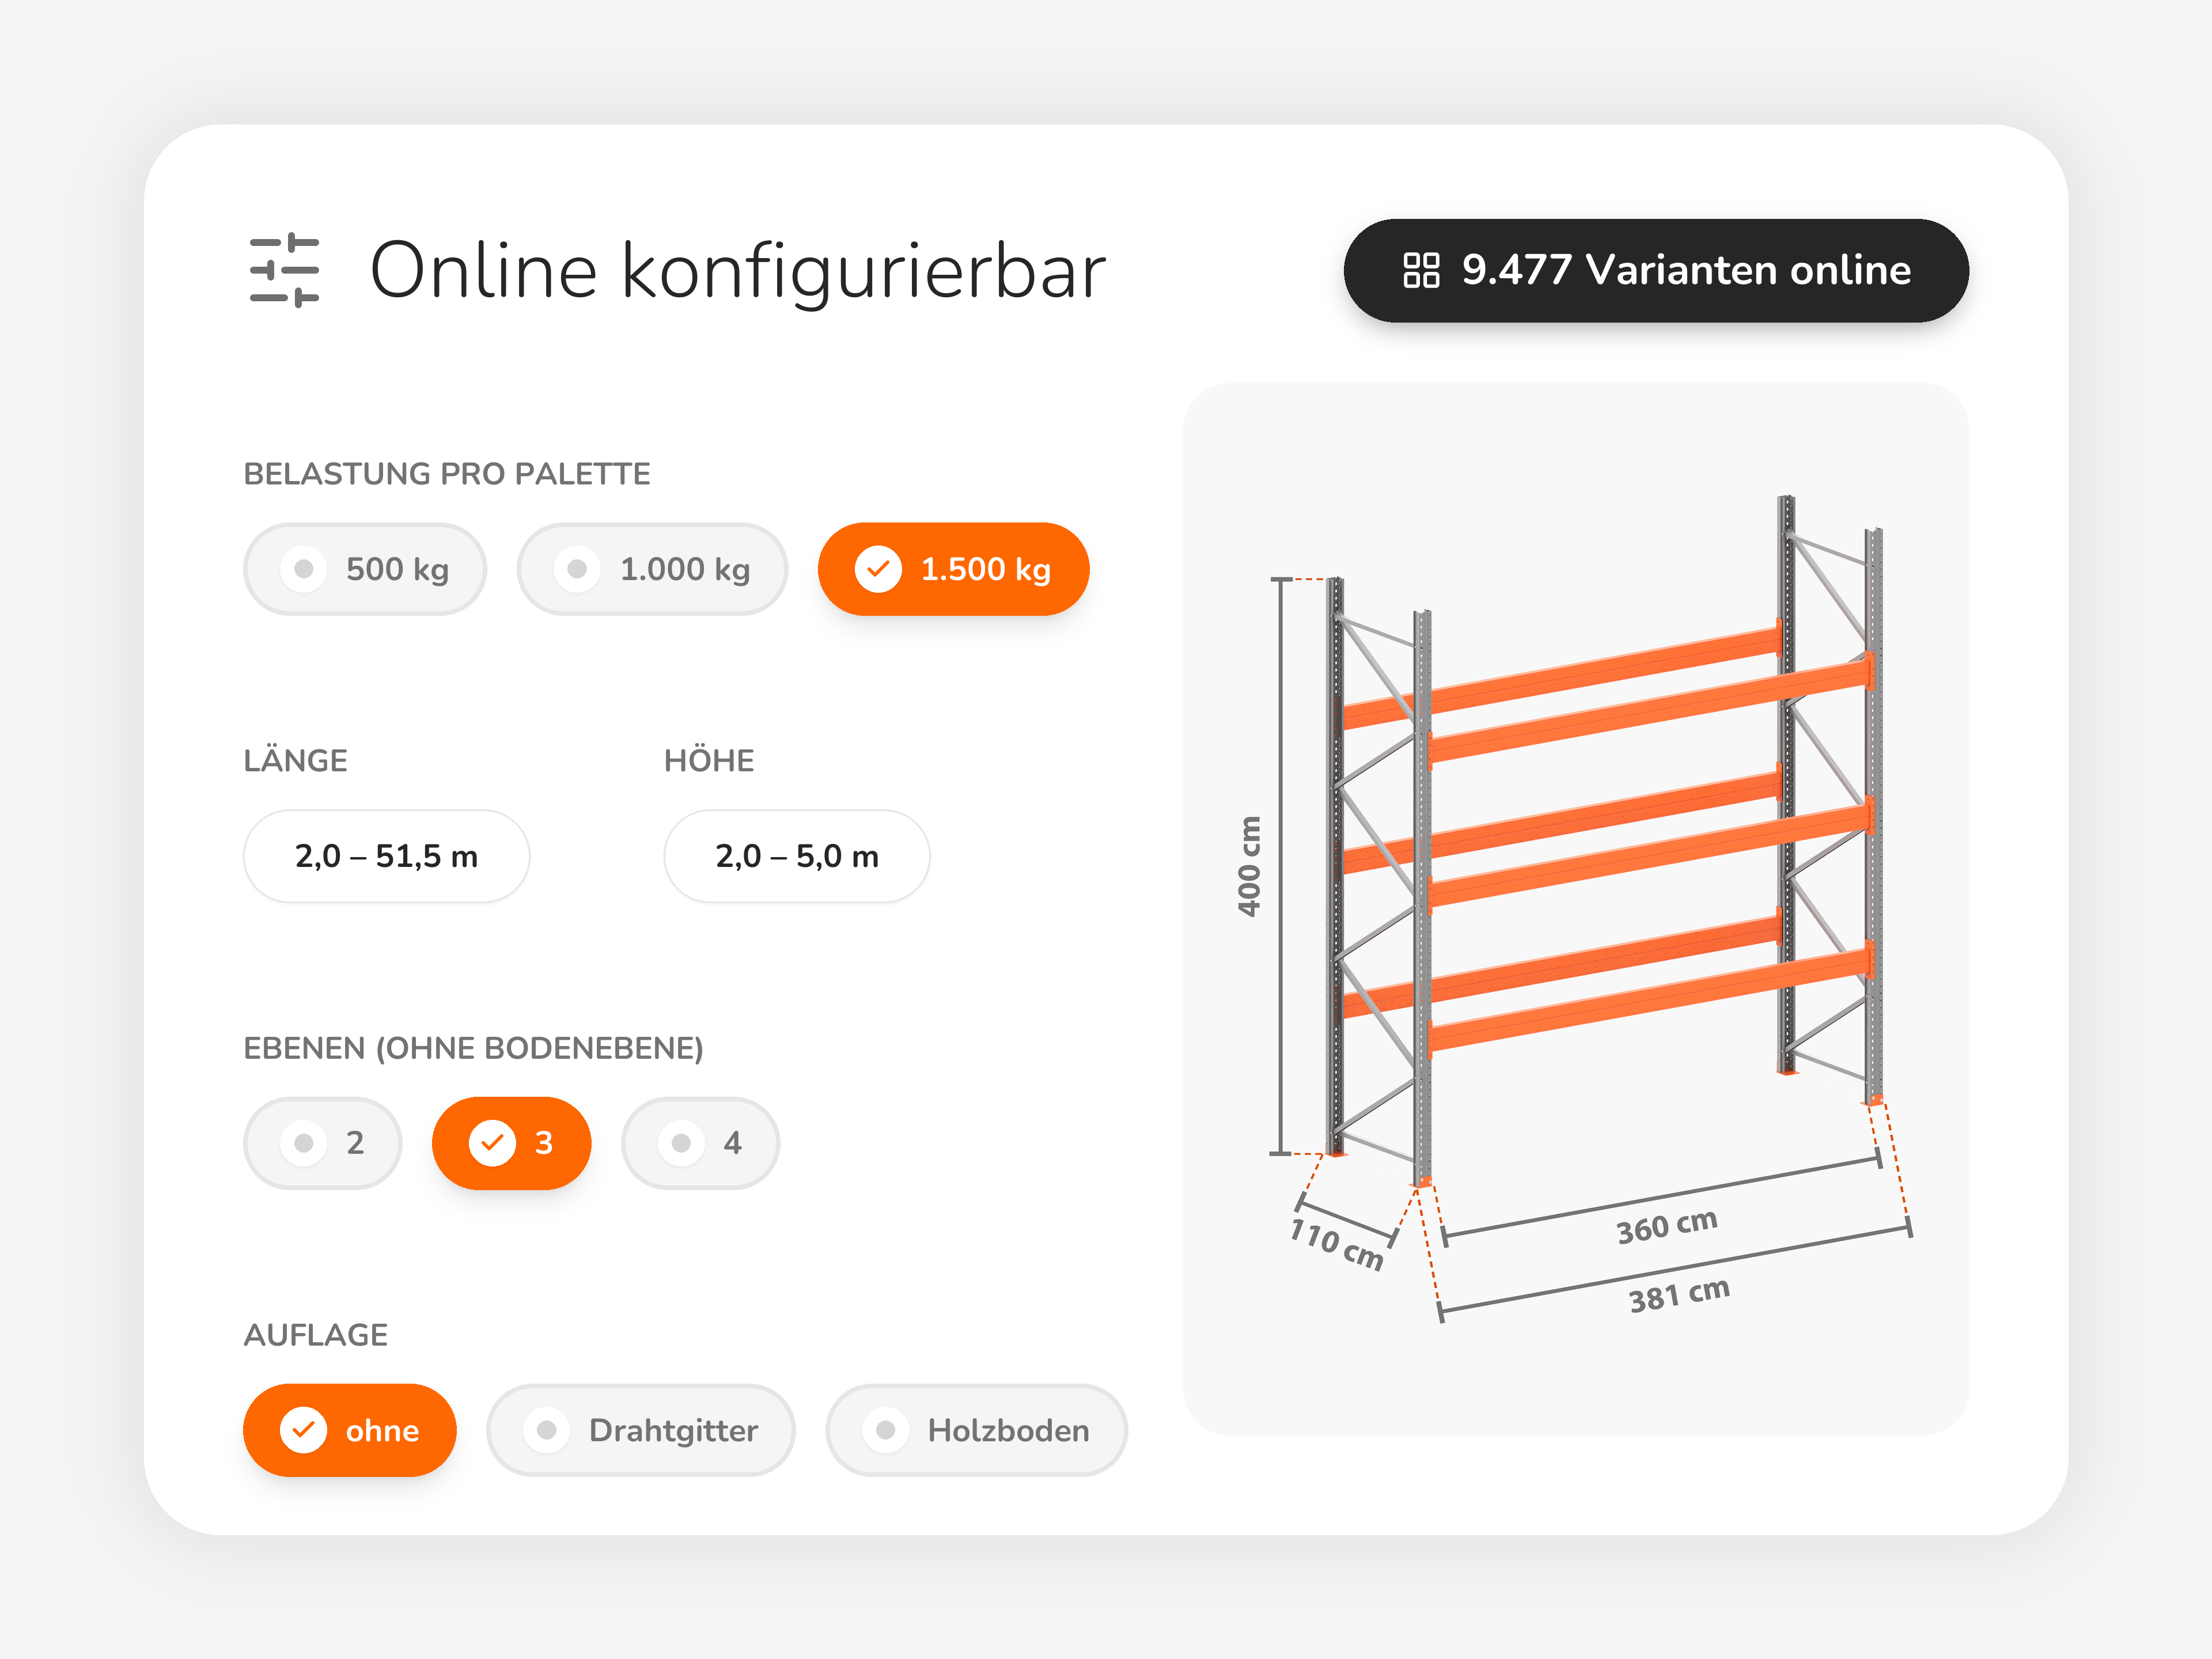 Online konfigurierbar
9.477 Varianten online
BELASTUNG PRO PALETTE
500 kg
1.000 kg
1.500 kg
LÄNGE
HÖHE
2,0 – 51,5 m
2,0 – 5,0 m
EBENEN (OHNE BODENEBENE)
2
3
4
AUFLAGE
ohne
Drahtgitter
Holzboden
400 cm
110 cm
360 cm
381 cm